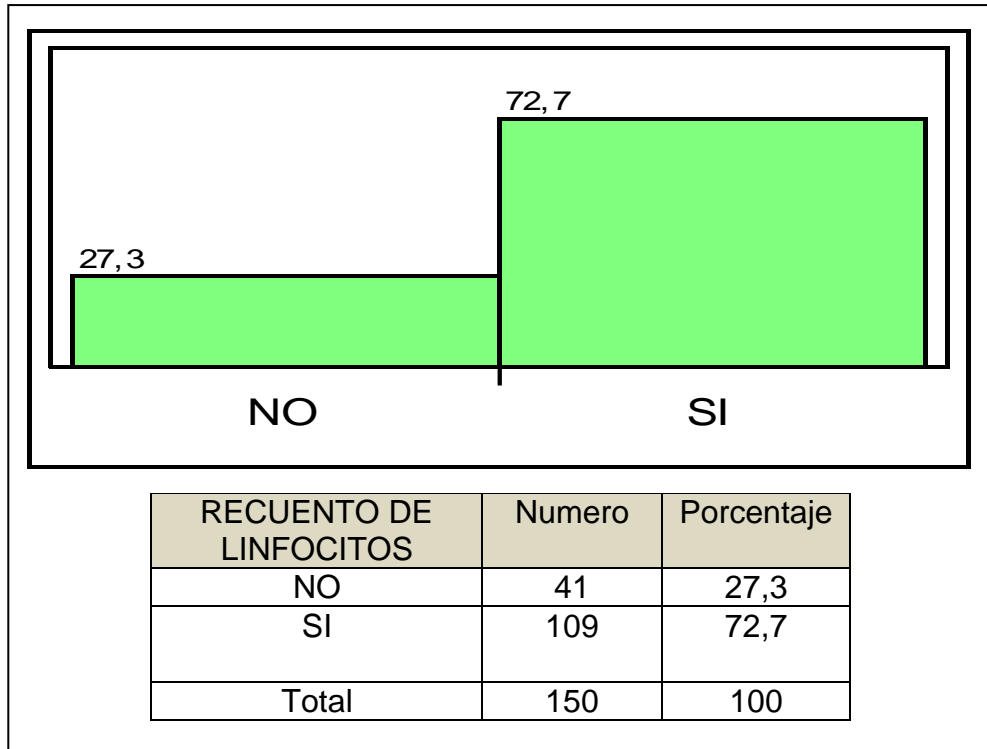 72,7
27,3
NO SI
RECUENTO DE LINFOCITOS Numero Porcentaje
NO 41 27,3
SI 109 72,7
Total 150 100